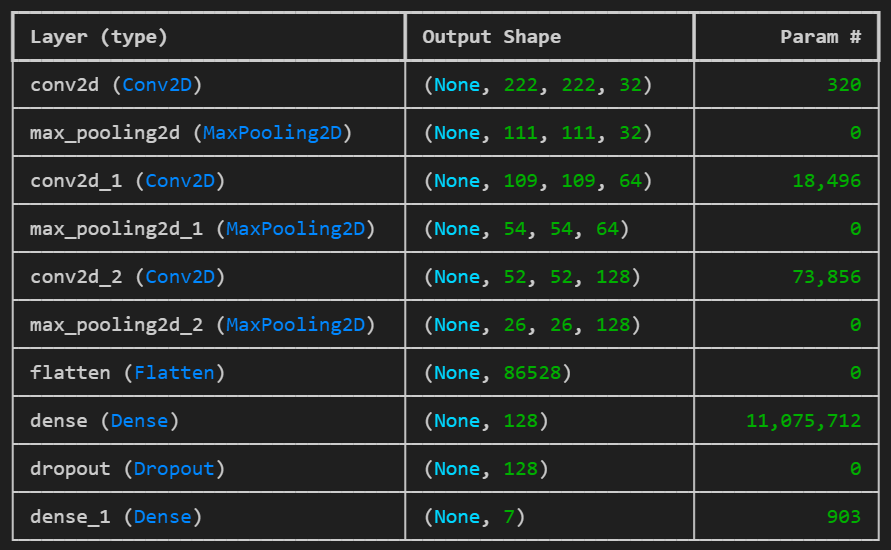 Layer (type) Output Shape Param #
conv2d (Conv2D) (None, 222, 222, 32) 320
max_pooling2d (MaxPooling2D) (None, 111, 111, 32) 0
conv2d_1 (Conv2D) (None, 109, 109, 64) 18,496
max_pooling2d_1 (MaxPooling2D) (None, 54, 54, 64) 0
conv2d_2 (Conv2D) (None, 52, 52, 128) 73,856
max_pooling2d_2 (MaxPooling2D) (None, 26, 26, 128) 0
flatten (Flatten) (None, 86528) 0
dense (Dense) (None, 128) 11,075,712
dropout (Dropout) (None, 128) 0
dense_1 (Dense) (None, 7) 903